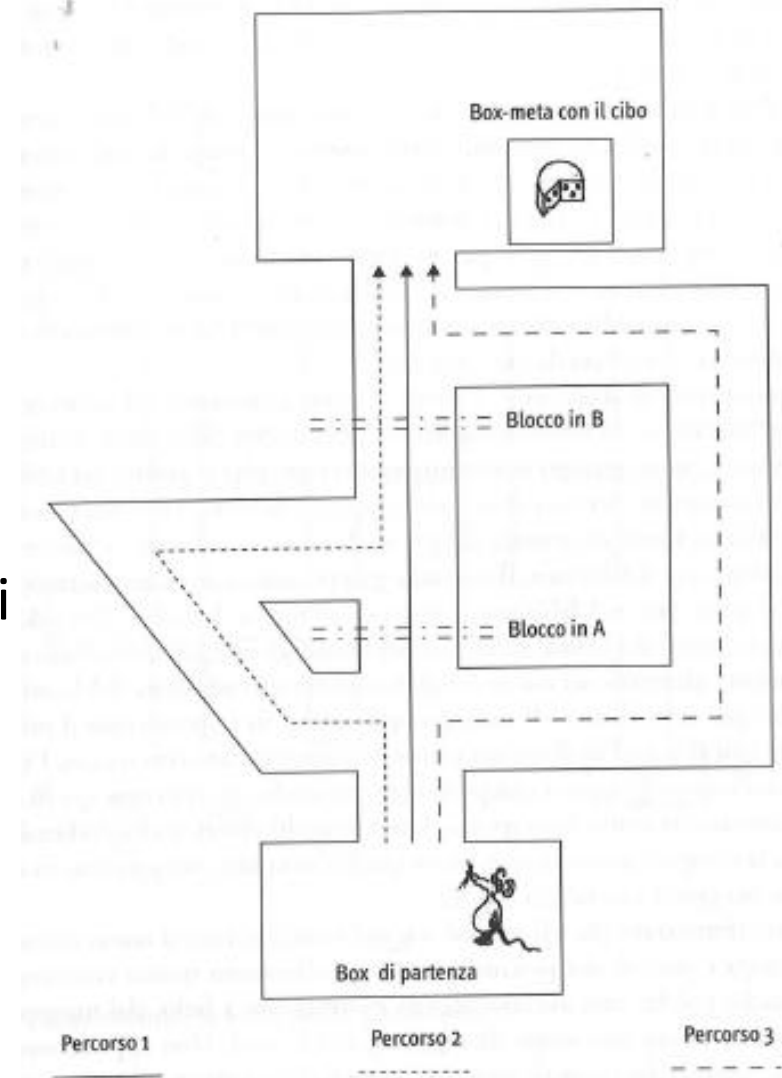 Box-meta con il cibo
Blocco in B
i
Blocco in A
Box di partenza
Percorso 1
Percorso 2
Percorso 3